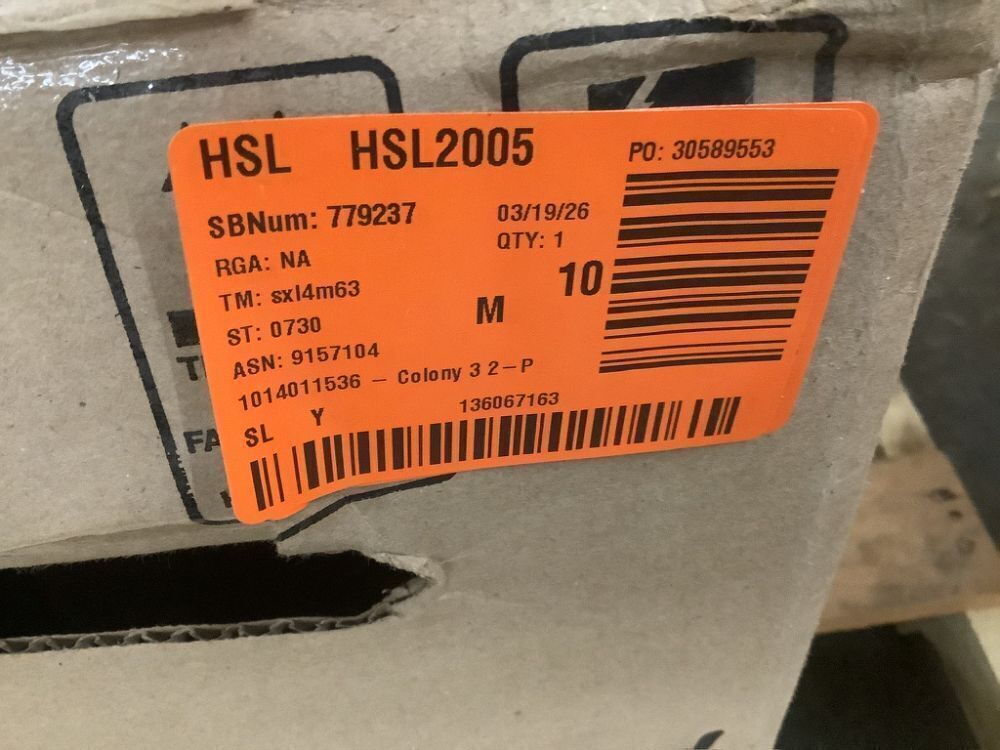 HSL HSL2005 PO: 30589553
SBNum: 779237 03/19/26
RGA: NA QTY: 1
TM: sxl4m63 M 10
ST: 0730
ASN: 9157104
1014011536 – Colony 3 2–P
SL Y 136067163